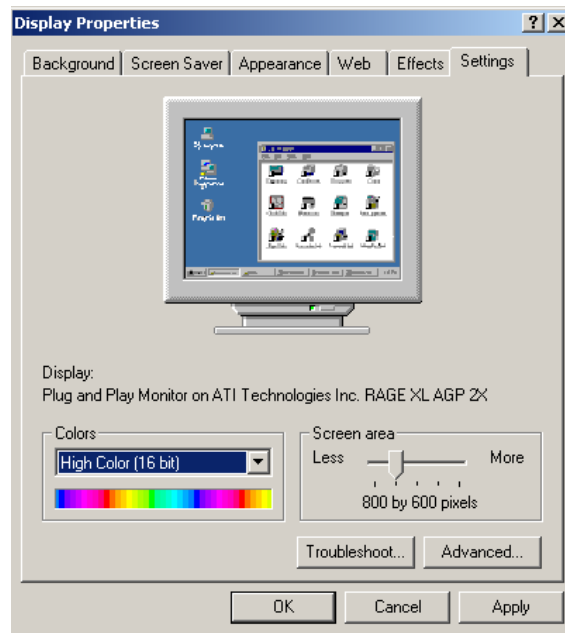 Display Properties
Background Screen Saver Appearance Web Effects Settings
Display:
Plug and Play Monitor on ATI Technologies Inc. RAGE XL AGP 2X
Colors
High Color (16 bit)
Screen area
Less More
800 by 600 pixels
Troubleshoot... Advanced...
OK Cancel Apply